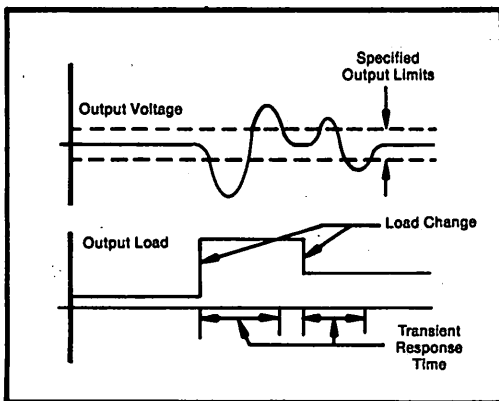 Specified
Output Limits
Output Voltage
Output Load
Load Change
Transient
Response
Time